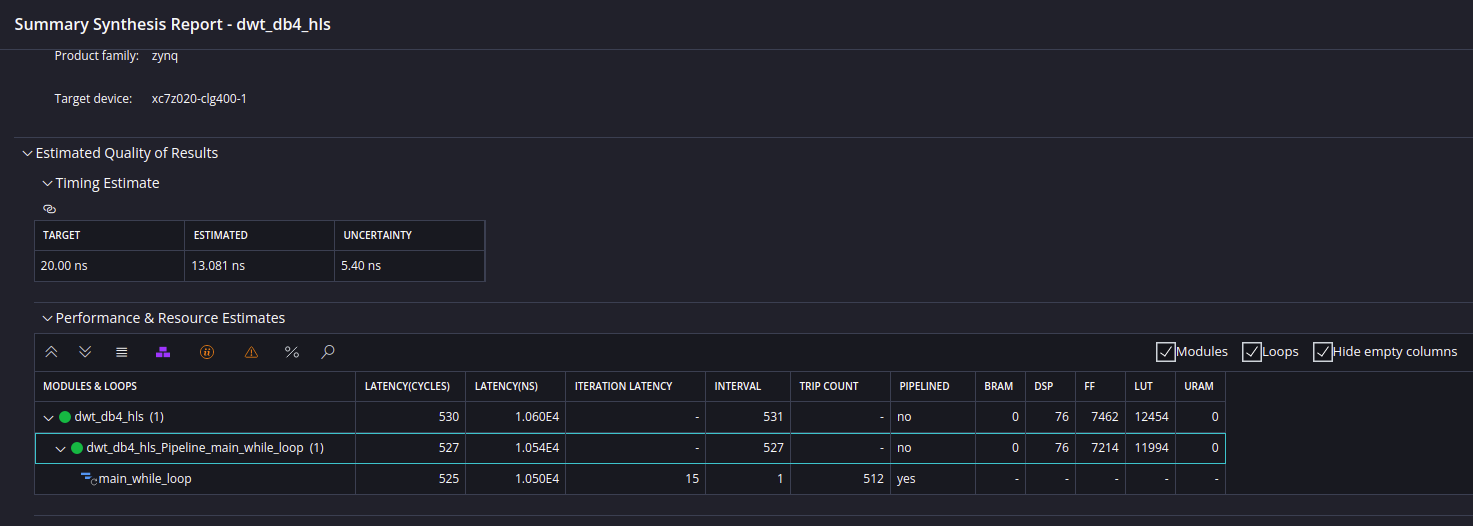 Summary Synthesis Report - dwt_db4_hls
Product family: zynq
Target device: xc7z020-clg400-1
Estimated Quality of Results
Timing Estimate
TARGET ESTIMATED UNCERTAINTY
20.00 ns 13.081 ns 5.40 ns
Performance & Resource Estimates
Modules Loops Hide empty columns
MODULES & LOOPS LATENCY(CYCLES) LATENCY(NS) ITERATION LATENCY INTERVAL TRIP COUNT PIPELINED BRAM DSP FF LUT URAM
dwt_db4_hls (1) 530 1.060E4 - 531 - no 0 76 7462 12454 0
dwt_db4_hls_Pipeline_main_while_loop (1) 527 1.054E4 - 527 - no 0 76 7214 11994 0
main_while_loop 525 1.050E4 15 1 512 yes - - - - -